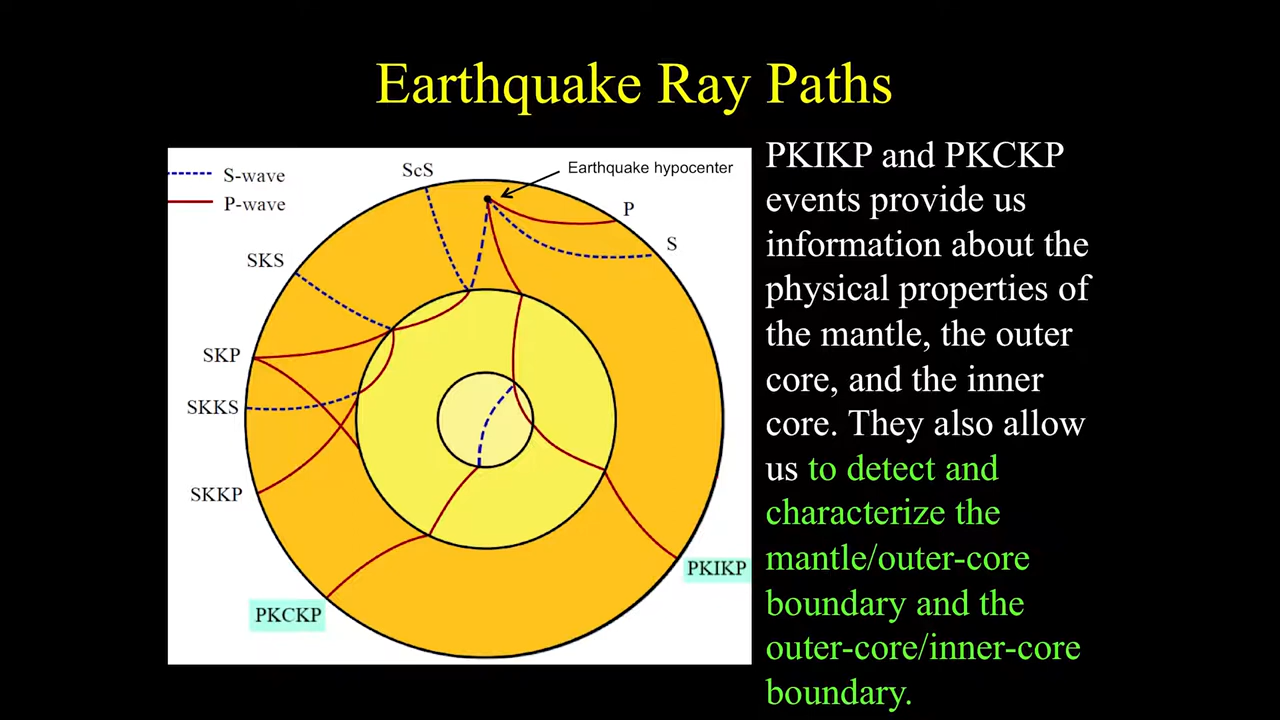 Earthquake Ray Paths
S-wave
P-wave
ScS
Earthquake hypocenter
P
S
SKS
SKP
SKKS
SKKP
PKIKP
PKCKP
PKIKP and PKCKP
events provide us
information about the
physical properties of
the mantle, the outer
core, and the inner
core. They also allow
us to detect and
characterize the
mantle/outer-core
boundary and the
outer-core/inner-core
boundary.